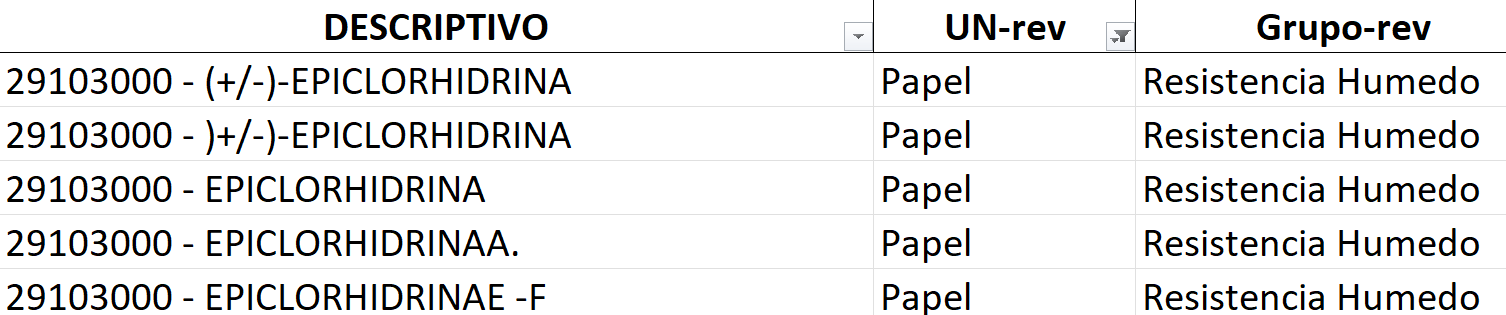 DESCRIPTIVO UN-rev Grupo-rev
29103000 - (+/-)-EPICLORHIDRINA Papel Resistencia Humedo
29103000 - )+/-)-EPICLORHIDRINA Papel Resistencia Humedo
29103000 - EPICLORHIDRINA Papel Resistencia Humedo
29103000 - EPICLORHIDRINAA. Papel Resistencia Humedo
29103000 - EPICLORHIDRINAE -F Papel Resistencia Humedo